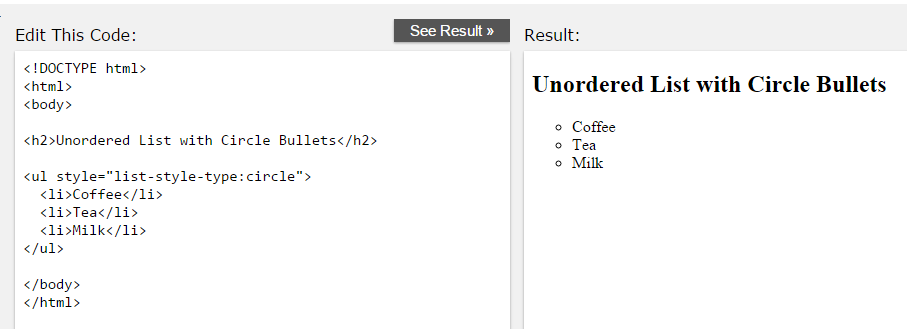 Edit This Code:
See Result »
<!DOCTYPE html>
<html>
<body>
<h2>Unordered List with Circle Bullets</h2>
<ul style="list-style-type:circle">
  <li>Coffee</li>
  <li>Tea</li>
  <li>Milk</li>
</ul>
</body>
</html>
Result:
Unordered List with Circle Bullets
Coffee
Tea
Milk